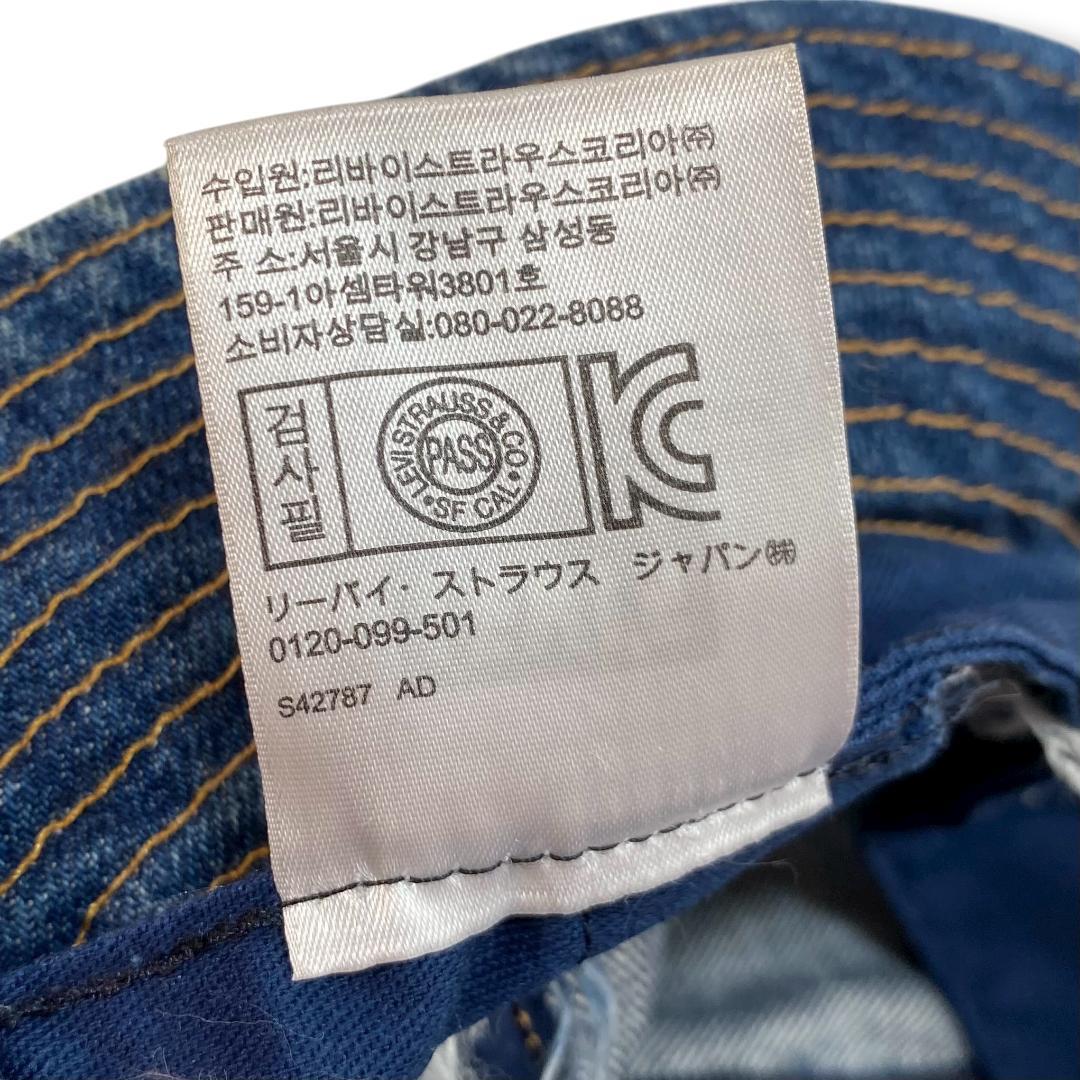 수입원:리바이스트라우스코리아㈜
판매원:리바이스트라우스코리아㈜
주 소:서울시 강남구 삼성동
159-1아셈타워3801호
소비자상담실:080-022-8088
검사필
LEVI STRAUSS & CO
PASS
SF CAL
KC
リーバイ・ストラウス ジャパン㈱
0120-099-501
S42787 AD